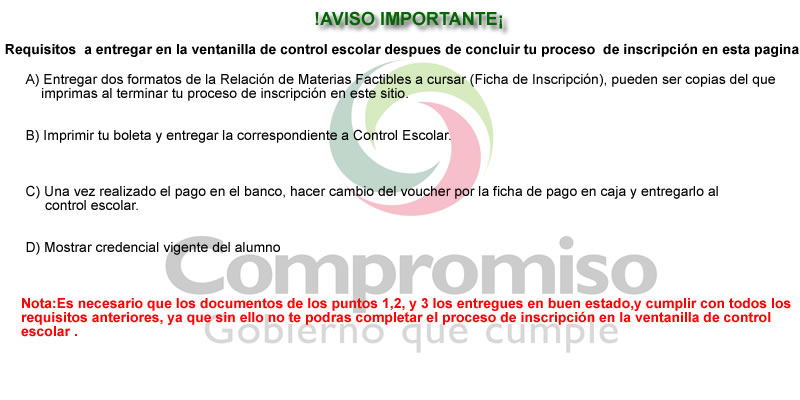 !AVISO IMPORTANTE¡
Requisitos a entregar en la ventanilla de control escolar despues de concluir tu proceso de inscripción en esta pagina
A) Entregar dos formatos de la Relación de Materias Factibles a cursar (Ficha de Inscripción), pueden ser copias del que
imprimas al terminar tu proceso de inscripción en este sitio.
B) Imprimir tu boleta y entregar la correspondiente a Control Escolar.
C) Una vez realizado el pago en el banco, hacer cambio del voucher por la ficha de pago en caja y entregarlo al
control escolar.
D) Mostrar credencial vigente del alumno
Compromiso
Nota:Es necesario que los documentos de los puntos 1,2, y 3 los entregues en buen estado,y cumplir con todos los
requisitos anteriores, ya que sin ello no te podras completar el proceso de inscripción en la ventanilla de control
escolar .
Gobierno que cumple